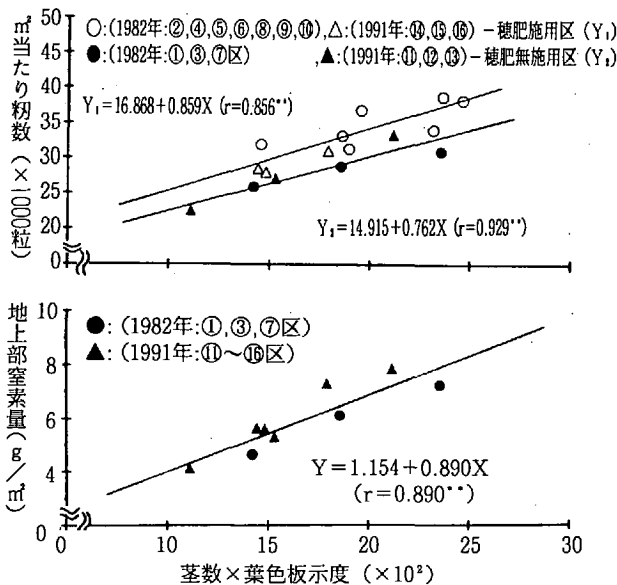 ㎡当たり籾数(×1000粒)
○:(1982年:②,④,⑤,⑥,⑧,⑨,⑩),△:(1991年:⑭,⑮,⑯)−穂肥施用区(Y₁)
●:(1982年:①,③,⑦区) ,▲:(1991年:⑪,⑫,⑬)−穂肥無施用区(Y₂)
Y₁=16.868+0.859X (r=0.856**)
Y₂=14.915+0.762X (r=0.929**)
50
45
40
35
30
25
20
0
地上部窒素量)g/㎡
●:(1982年:①,③,⑦区)
▲:(1991年:⑪~⑯区)
Y=1.154+0.890X
(r=0.890**)
10
8
6
4
0
0 10 15 20 25 30
茎数×葉色板示度(×10²)